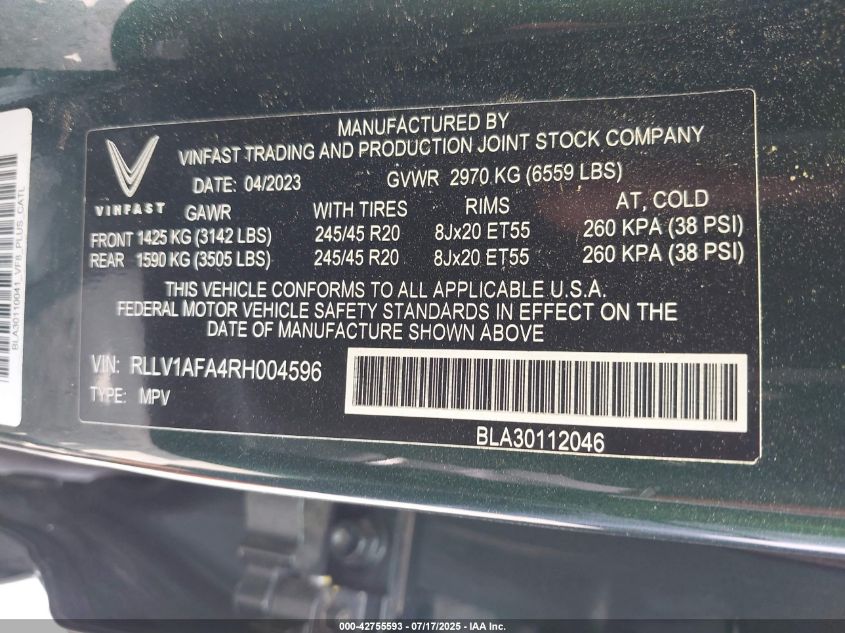 MANUFACTURED BY
VINFAST TRADING AND PRODUCTION JOINT STOCK COMPANY
DATE: 04/2023 GVWR 2970 KG (6559 LBS)
VINFAST
GAWR WITH TIRES RIMS AT, COLD
FRONT 1425 KG (3142 LBS) 245/45 R20 8Jx20 ET55 260 KPA (38 PSI)
REAR 1590 KG (3505 LBS) 245/45 R20 8Jx20 ET55 260 KPA (38 PSI)
THIS VEHICLE CONFORMS TO ALL APPLICABLE U.S.A.
FEDERAL MOTOR VEHICLE SAFETY STANDARDS IN EFFECT ON THE
DATE OF MANUFACTURE SHOWN ABOVE
VIN: RLLV1AFA4RH004596
TYPE: MPV
BLA30112046
BLA30110041_VF8_PLUS_CATL
000-42755593 - 07/17/2025 - IAA, Inc.